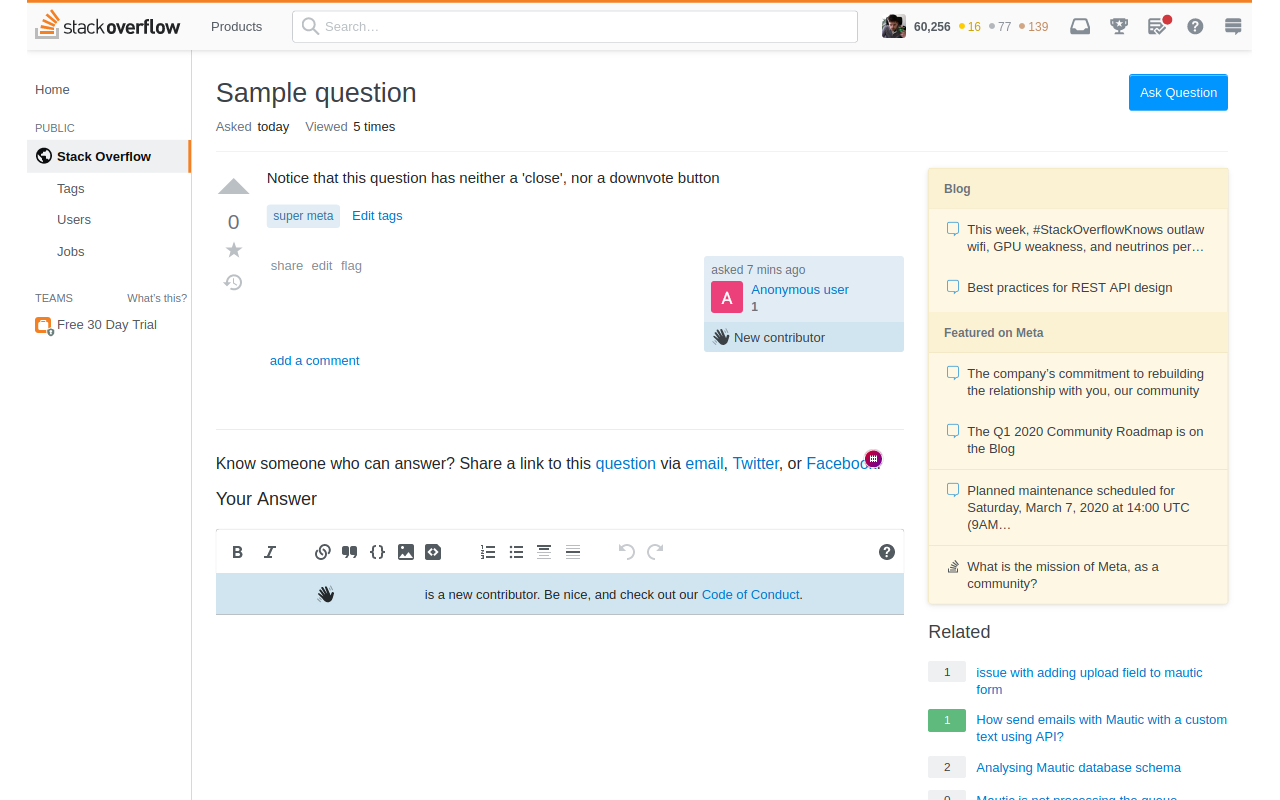 stackoverflow
Products
Search…
60,256 16 77 139
Home
PUBLIC
Stack Overflow
Tags
Users
Jobs
TEAMS What's this?
Free 30 Day Trial
Sample question
Ask Question
Asked today Viewed 5 times
Notice that this question has neither a 'close', nor a downvote button
0
super meta Edit tags
share edit flag
asked 7 mins ago
A
Anonymous user
1
New contributor
add a comment
Know someone who can answer? Share a link to this question via email, Twitter, or Facebook.
Your Answer
B I
is a new contributor. Be nice, and check out our Code of Conduct.
Blog
This week, #StackOverflowKnows outlaw
wifi, GPU weakness, and neutrinos per…
Best practices for REST API design
Featured on Meta
The company's commitment to rebuilding
the relationship with you, our community
The Q1 2020 Community Roadmap is on
the Blog
Planned maintenance scheduled for
Saturday, March 7, 2020 at 14:00 UTC
(9AM…
What is the mission of Meta, as a
community?
Related
1 issue with adding upload field to mautic
form
1 How send emails with Mautic with a custom
text using API?
2 Analysing Mautic database schema
0 Mautic is not processing the queue